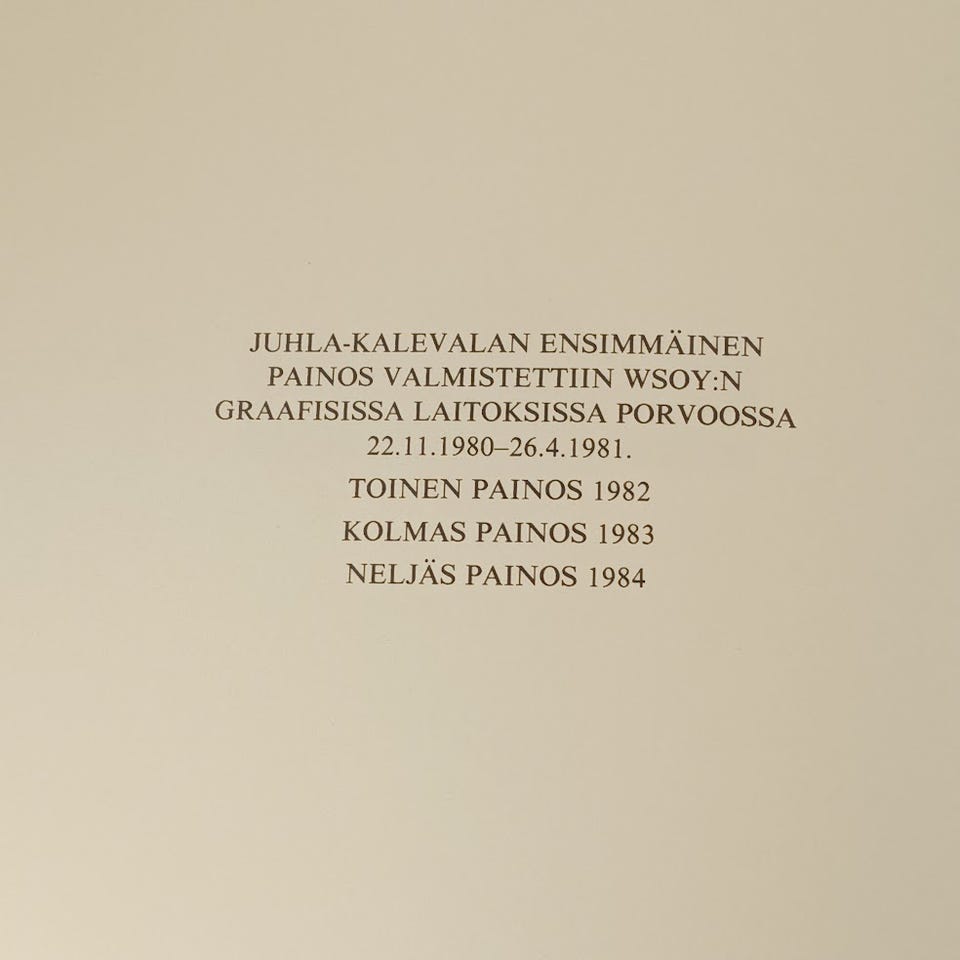 JUHLA-KALEVALAN ENSIMMÄINEN
PAINOS VALMISTETTIIN WSOY:N
GRAAFISISSA LAITOKSISSA PORVOOSSA
22.11.1980–26.4.1981.
TOINEN PAINOS 1982
KOLMAS PAINOS 1983
NELJÄS PAINOS 1984